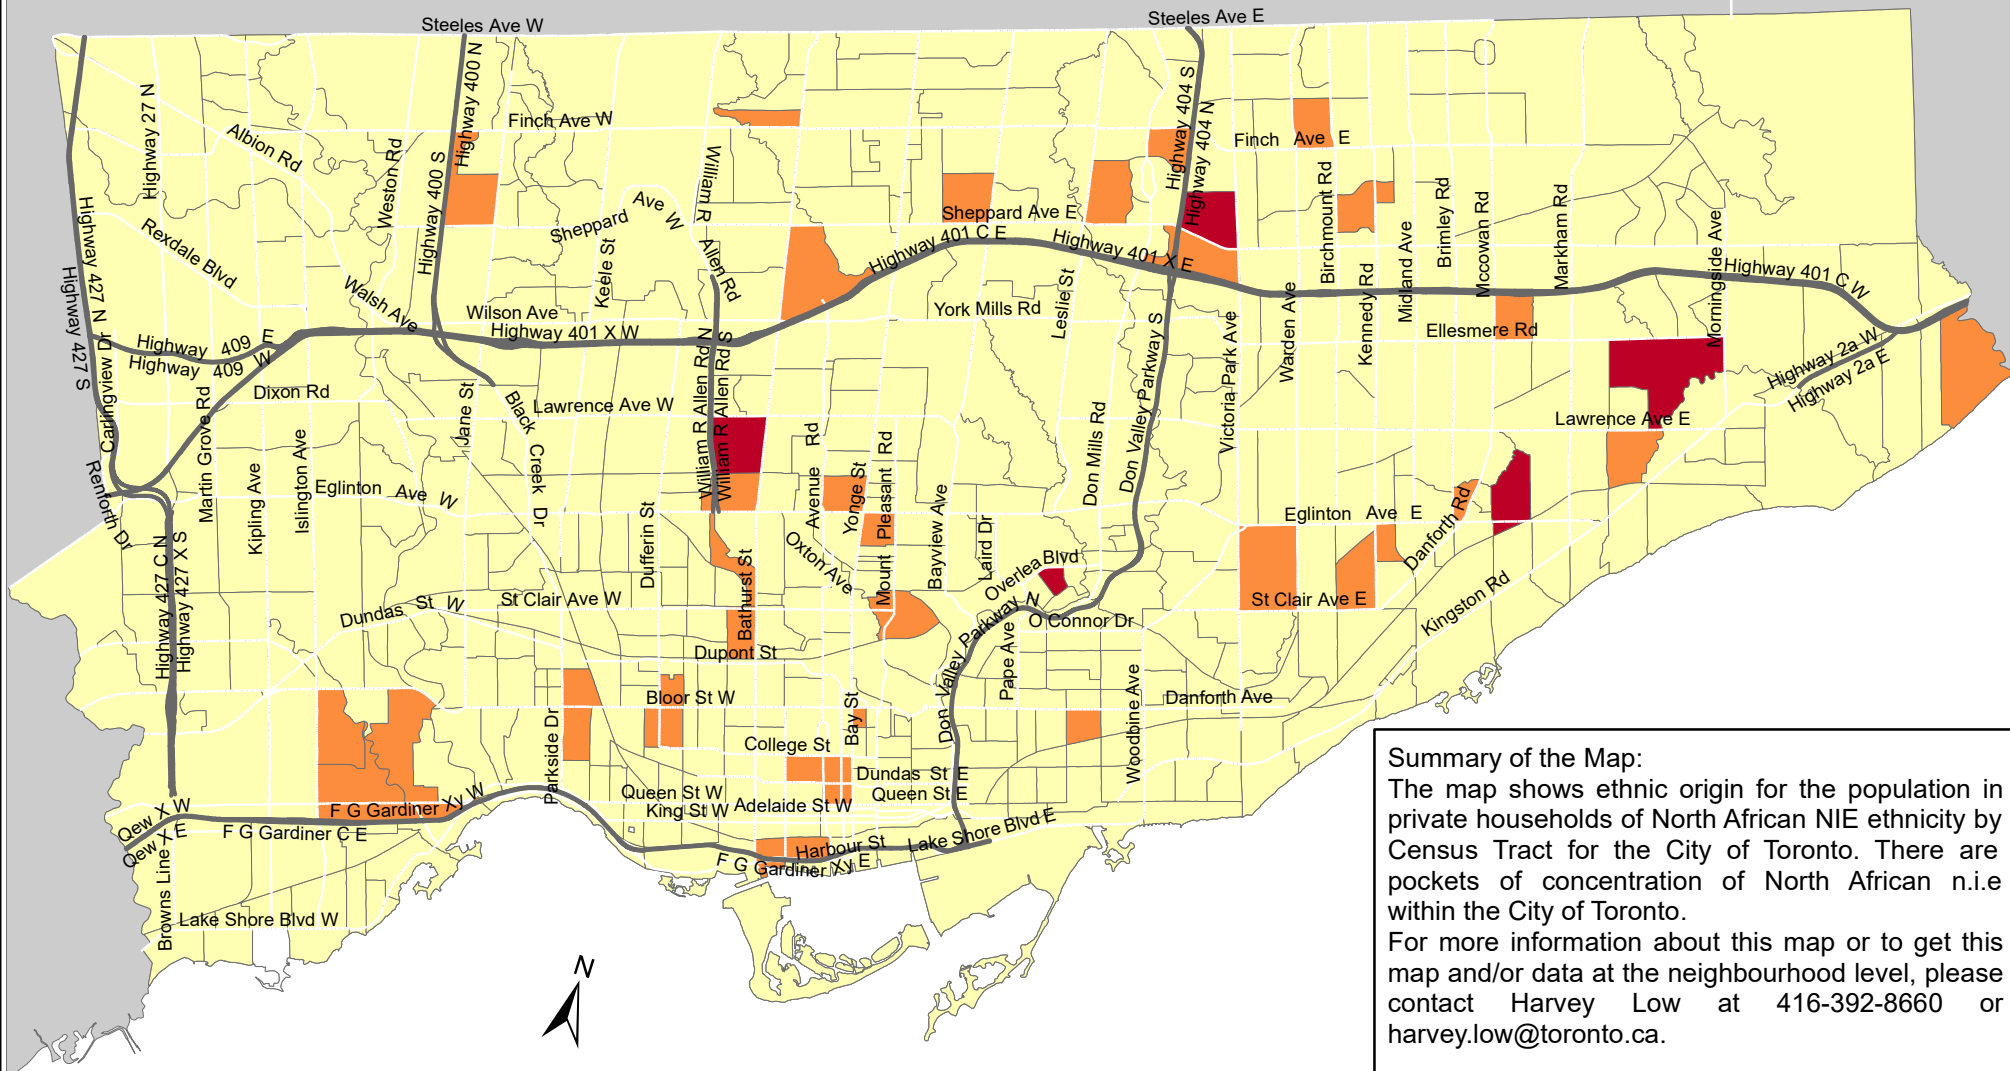 Steeles Ave W
Steeles Ave E
Highway 400 N
Highway 404 S
Highway 404 N
Highway 27 N
Albion Rd
Weston Rd
Highway 400 S
Finch Ave W
Finch Ave E
William R Allen Rd
Rexdale Blvd
Sheppard Ave W
Sheppard Ave E
Keele St
Highway 401 C E
Highway 401 X E
Birchmount Rd
Kennedy Rd
Midland Ave
Brimley Rd
Mccowan Rd
Markham Rd
Morningside Ave
Highway 401 C W
Highway 427 N
Highway 427 S
Walsh Ave
Wilson Ave
Highway 401 X W
York Mills Rd
Leslie St
Ellesmere Rd
Highway 409 E
Highway 409 W
Carlingview Dr
Dixon Rd
Martin Grove Rd
Jane St
Black Creek Dr
Lawrence Ave W
William R Allen Rd N
William R Allen Rd S
Avenue Rd
Yonge St
Mount Pleasant Rd
Bayview Ave
Don Mills Rd
Don Valley Parkway S
Victoria Park Ave
Warden Ave
Lawrence Ave E
Highway 2a W
Highway 2a E
Renforth Dr
Kipling Ave
Islington Ave
Eglinton Ave W
Dufferin St
Bathurst St
Oxton Ave
Laird Dr
Overlea Blvd
Eglinton Ave E
Danforth Rd
Highway 427 C N
Highway 427 X S
Dundas St W
St Clair Ave W
St Clair Ave E
Kingston Rd
Don Valley Parkway N
O Connor Dr
Pape Ave
Dupont St
Bloor St W
Bay St
Danforth Ave
Woodbine Ave
Parkside Dr
College St
Dundas St E
Queen St E
Queen St W
King St W
Adelaide St W
Qew X W
Qew X E
F G Gardiner Xy W
F G Gardiner C E
F G Gardiner Xy E
Harbour St
Lake Shore Blvd E
Browns Line
Lake Shore Blvd W
N
Summary of the Map:
The map shows ethnic origin for the population in
private households of North African NIE ethnicity by
Census Tract for the City of Toronto. There are
pockets of concentration of North African n.i.e
within the City of Toronto.
For more information about this map or to get this
map and/or data at the neighbourhood level, please
contact Harvey Low at 416-392-8660 or
harvey.low@toronto.ca.